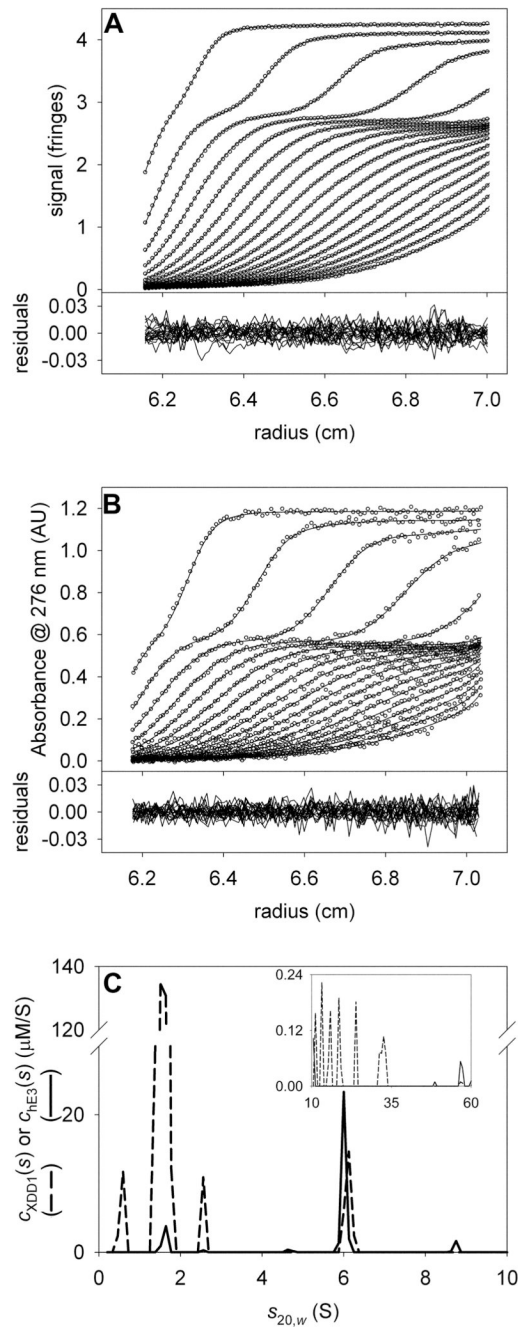 A
signal (fringes)
4
3
2
1
0
residuals
0.03
0.00
-0.03
6.2 6.4 6.6 6.8 7.0
radius (cm)
B
Absorbance @ 276 nm (AU)
1.2
1.0
0.8
0.6
0.4
0.2
0.0
residuals
0.03
0.00
-0.03
6.2 6.4 6.6 6.8 7.0
radius (cm)
C
cXDD1(s) or chE3(s) (μM/S)
(— —) (——)
140
120
20
10
0
0.24
0.12
0.00
10 35 60
0 2 4 6 8 10
s20,w (S)